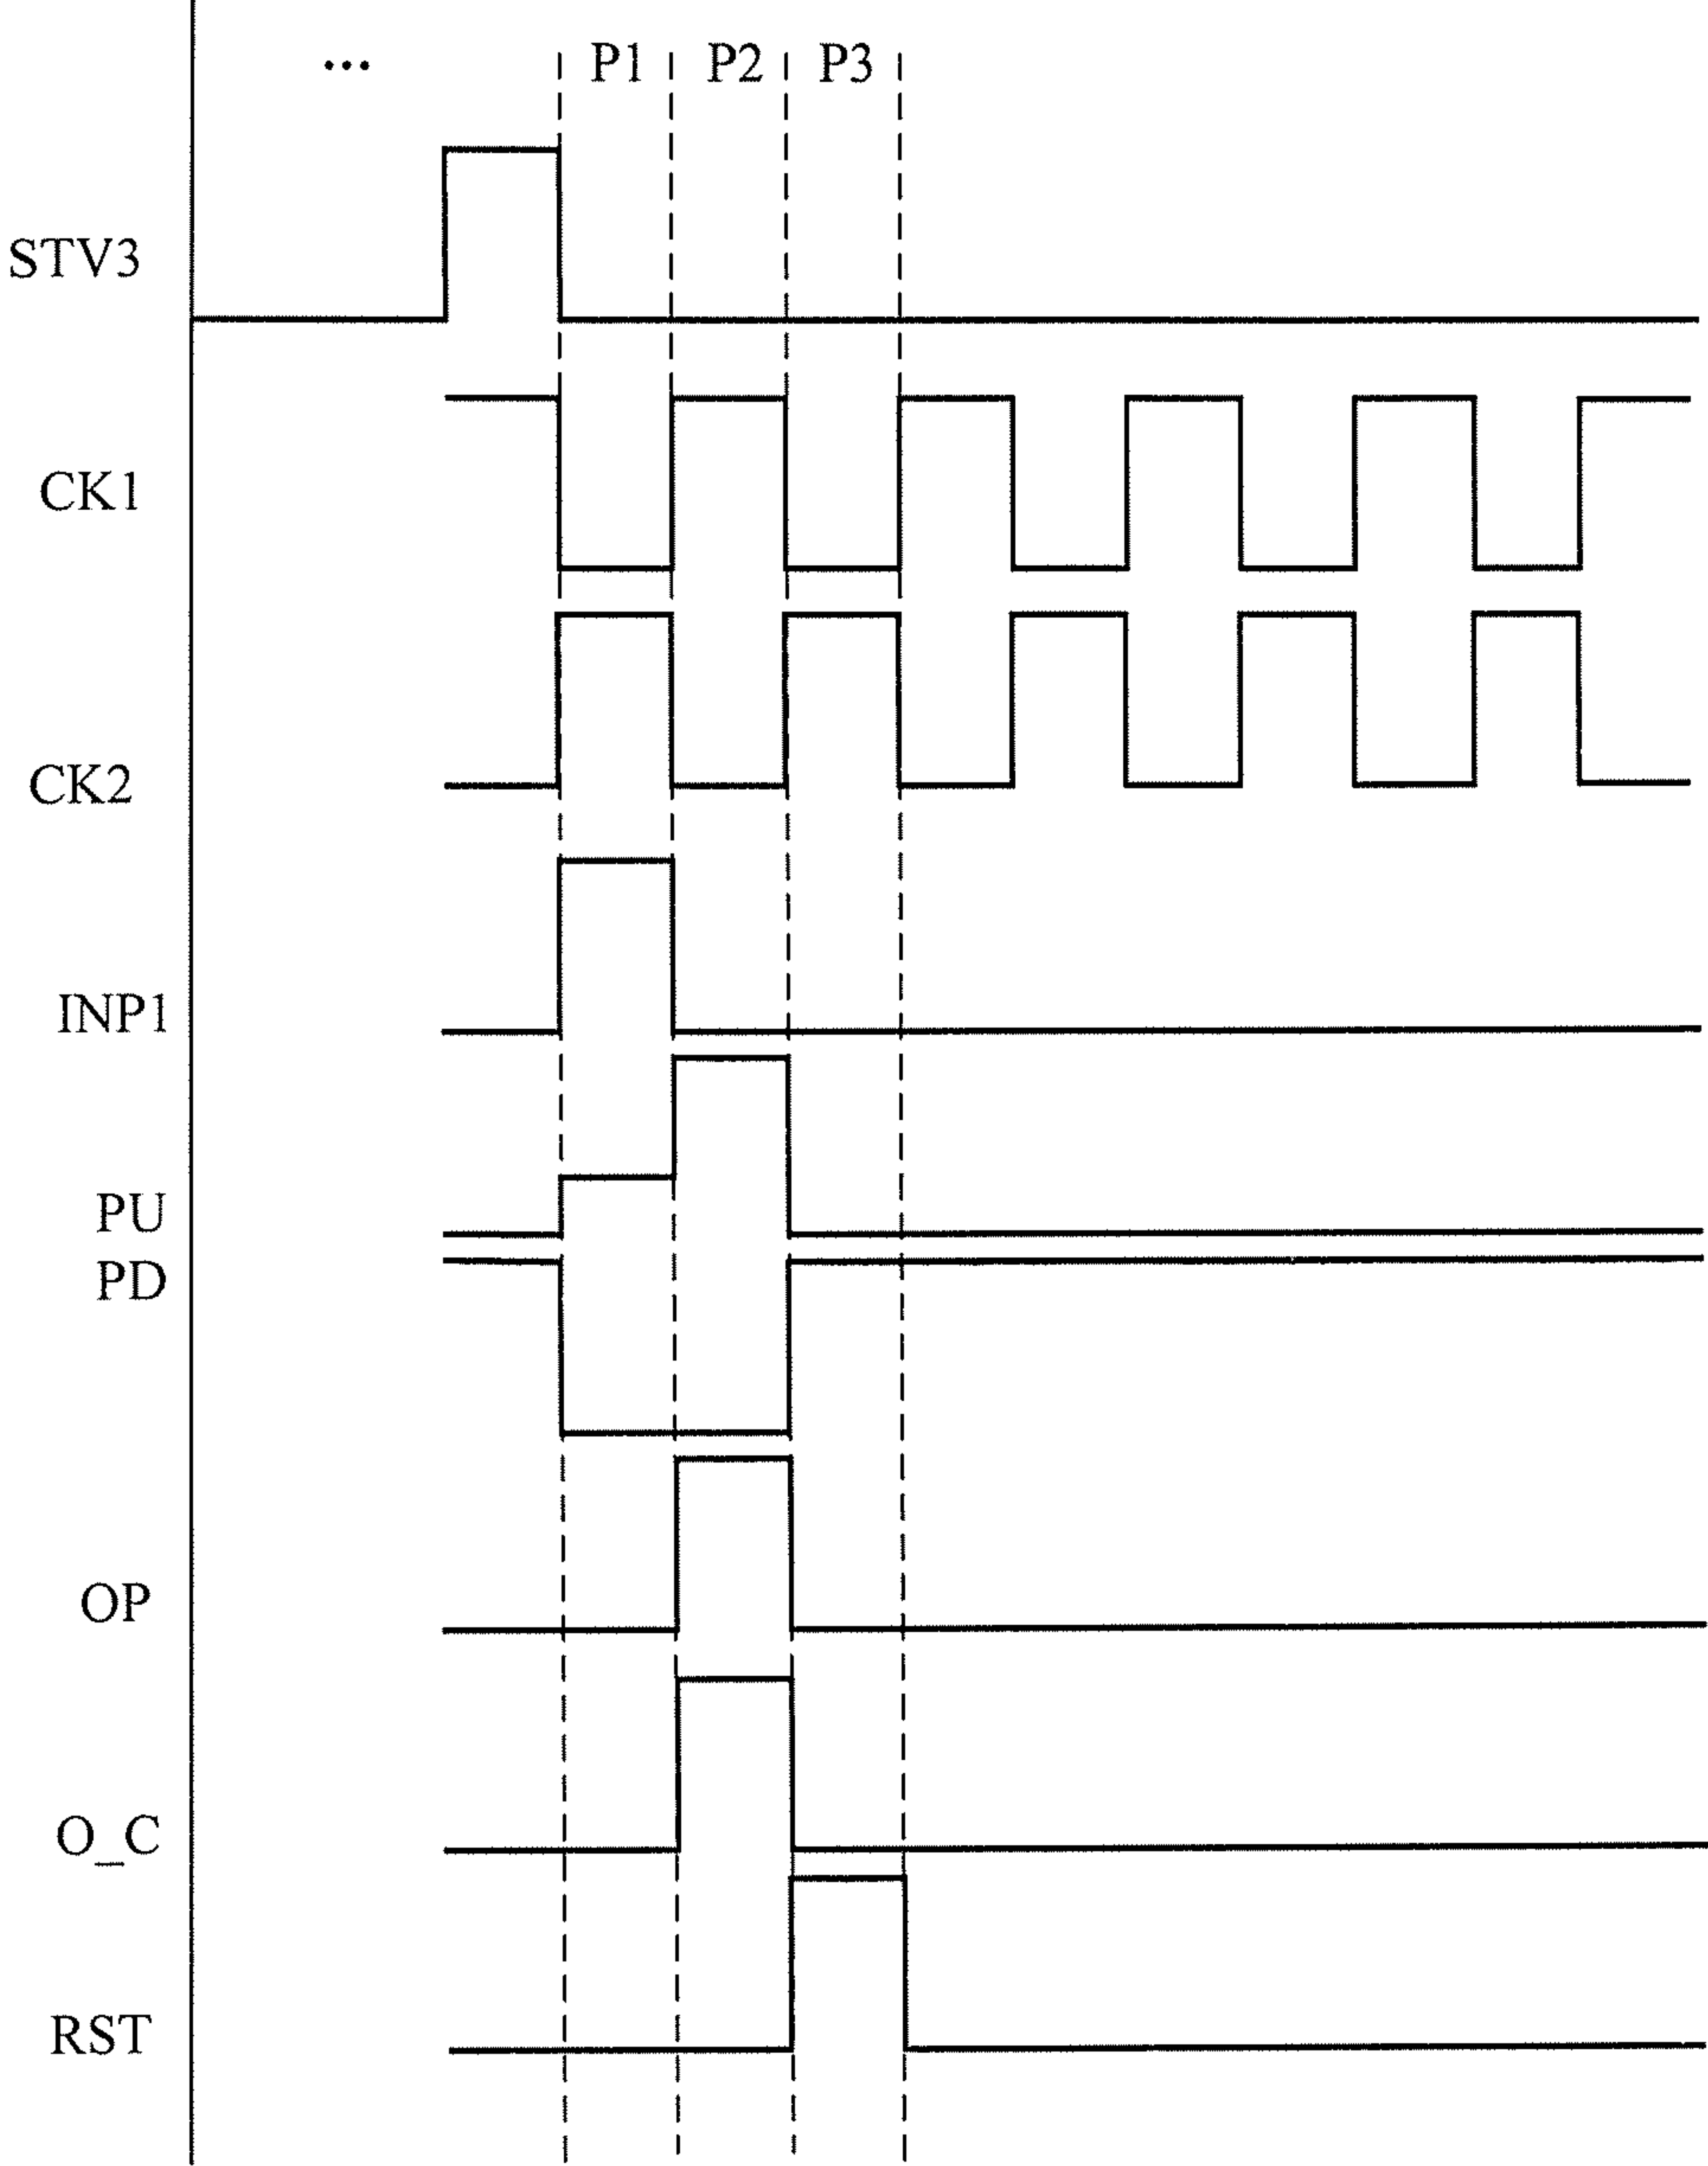 ... P1 P2 P3
STV3
CK1
CK2
INP1
PU
PD
OP
O_C
RST